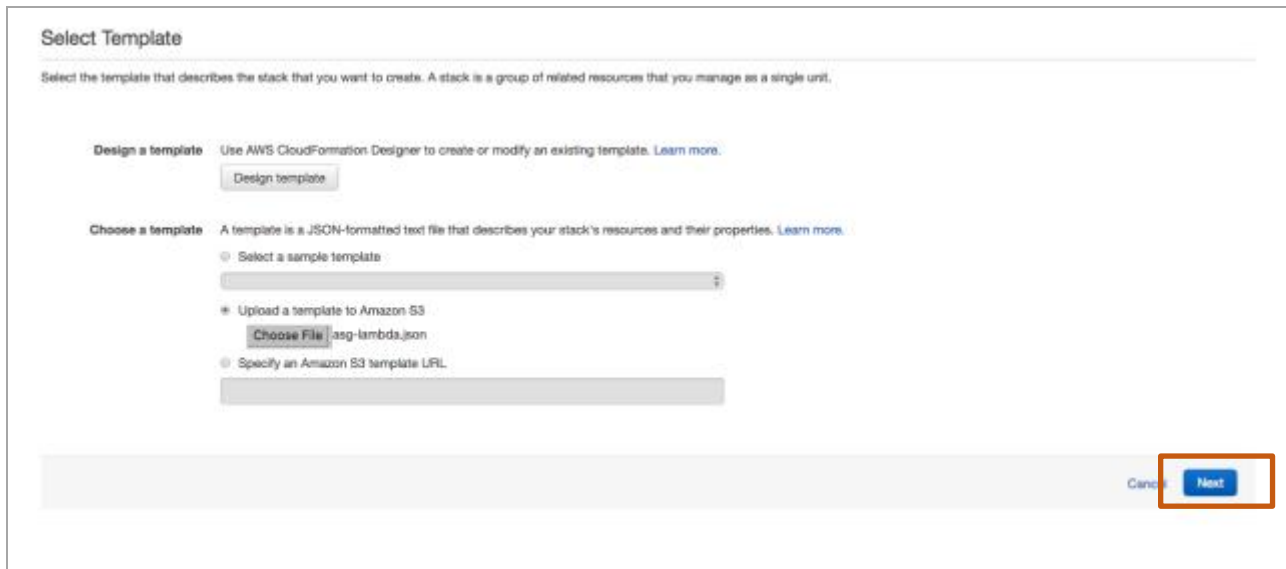 Select Template
Select the template that describes the stack that you want to create. A stack is a group of related resources that you manage as a single unit.
Design a template Use AWS CloudFormation Designer to create or modify an existing template. Learn more.
Design template
Choose a template A template is a JSON-formatted text file that describes your stack's resources and their properties. Learn more.
Select a sample template
Upload a template to Amazon S3
Choose File asg-lambda.json
Specify an Amazon S3 template URL
Cancel Next